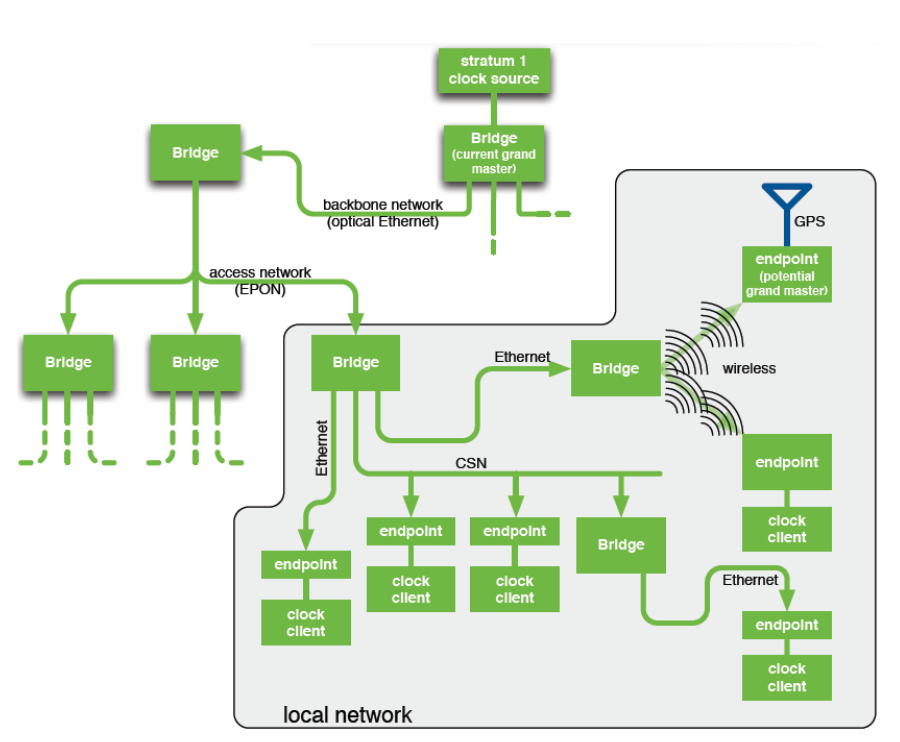 stratum 1
clock source
Bridge
(current grand
master)
Bridge
backbone network
(optical Ethernet)
GPS
endpoint
(potential
grand master)
access network
(EPON)
Bridge
Bridge
Bridge
Ethernet
Bridge
wireless
Ethernet
CSN
endpoint
clock
client
endpoint
clock
client
endpoint
clock
client
endpoint
clock
client
Bridge
Ethernet
endpoint
clock
client
local network